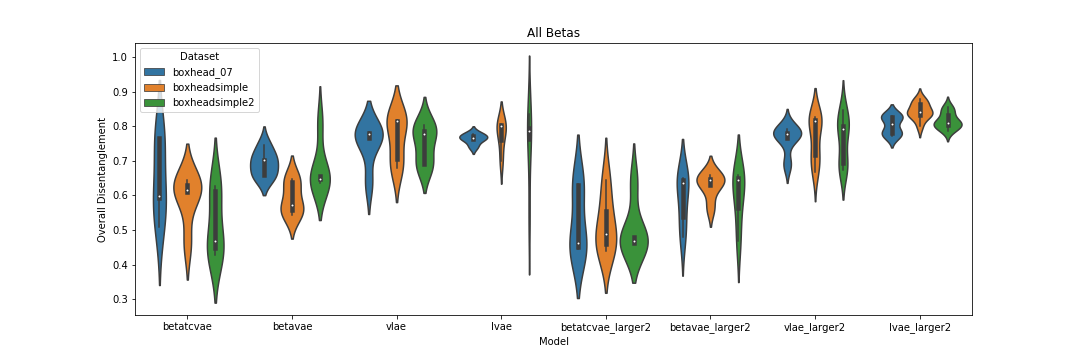 All Betas
Dataset
boxhead_07
boxheadsimple
boxheadsimple2
Overall Disentanglement
1.0
0.9
0.8
0.7
0.6
0.5
0.4
0.3
betatcvae betavae vlae lvae betatcvae_larger2 betavae_larger2 vlae_larger2 lvae_larger2
Model